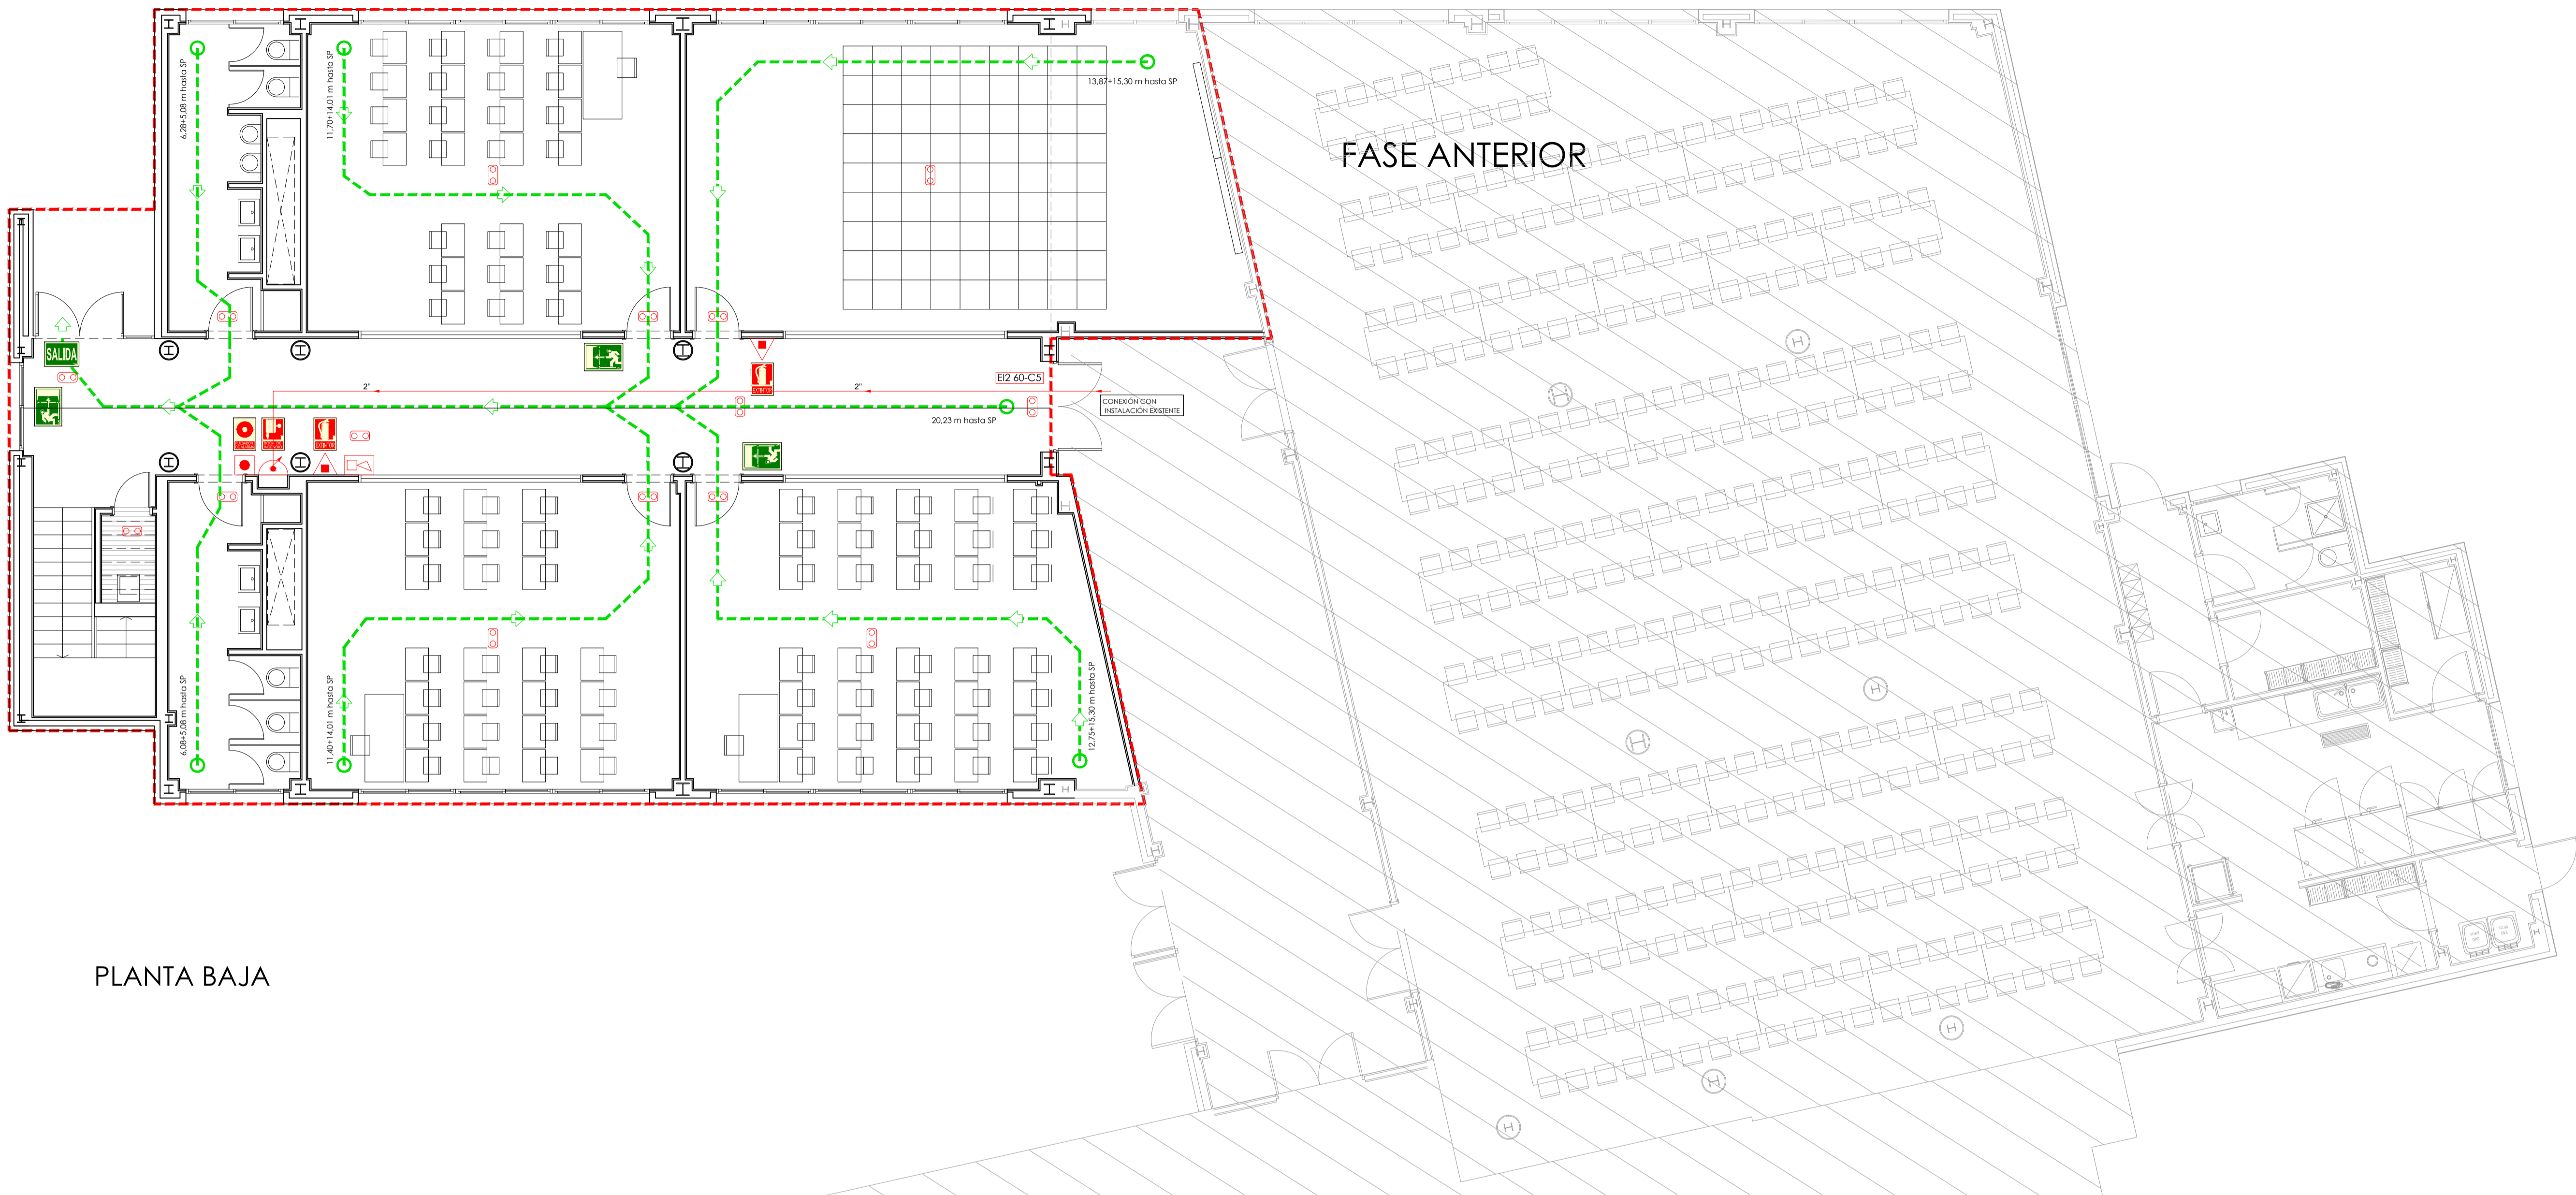 6,28+5,08 m hasta SP
11,70+14,01 m hasta SP
13,87+15,30 m hasta SP
FASE ANTERIOR
SALIDA
EXTINTOR
2"
2"
EI2 60-C5
CONEXIÓN CON
INSTALACIÓN EXISTENTE
20,23 m hasta SP
EXTINTOR
6,08+5,08 m hasta SP
11,40+14,01 m hasta SP
12,75+15,30 m hasta SP
PLANTA BAJA